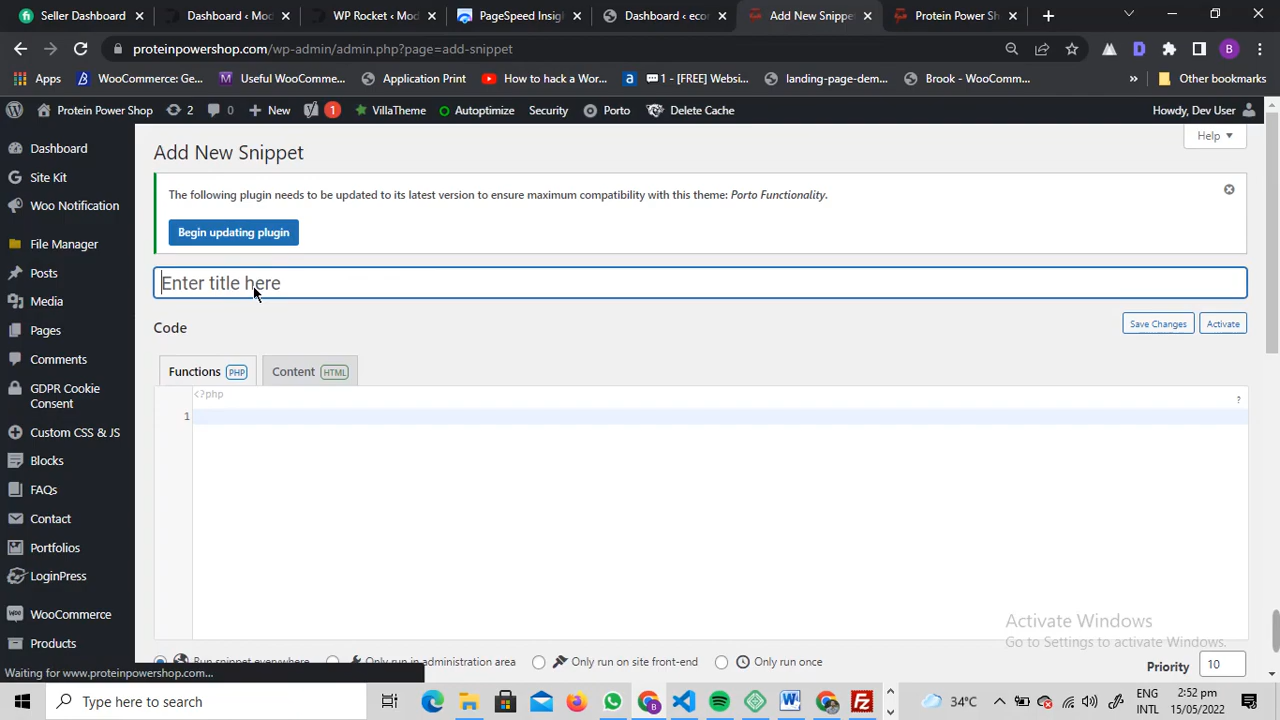 Seller Dashboard
Dashboard ‹ Mod
WP Rocket ‹ Mod
PageSpeed Insig
Dashboard ‹ ecor
Add New Snippe
Protein Power Sh
proteinpowershop.com/wp-admin/admin.php?page=add-snippet
B
Apps
WooCommerce: Ge...
Useful WooComme...
Application Print
How to hack a Wor...
1 - [FREE] Websi...
landing-page-dem...
Brook – WooComm...
»
Other bookmarks
Protein Power Shop
2
0
New
1
VillaTheme
Autoptimize
Security
Porto
Delete Cache
Howdy, Dev User
Dashboard
Site Kit
Woo Notification
File Manager
Posts
Media
Pages
Comments
GDPR Cookie
Consent
Custom CSS & JS
Blocks
FAQs
Contact
Portfolios
LoginPress
WooCommerce
Products
Help ▼
Add New Snippet
The following plugin needs to be updated to its latest version to ensure maximum compatibility with this theme: Porto Functionality.
Begin updating plugin
Enter title here
Code
Save Changes
Activate
Functions PHP
Content HTML
<?php
?
1
Activate Windows
Go to Settings to activate Windows.
Run snippet everywhere
Only run in administration area
Only run on site front-end
Only run once
Priority 10
Waiting for www.proteinpowershop.com...
Type here to search
34°C
ENG
INTL
2:52 pm
15/05/2022